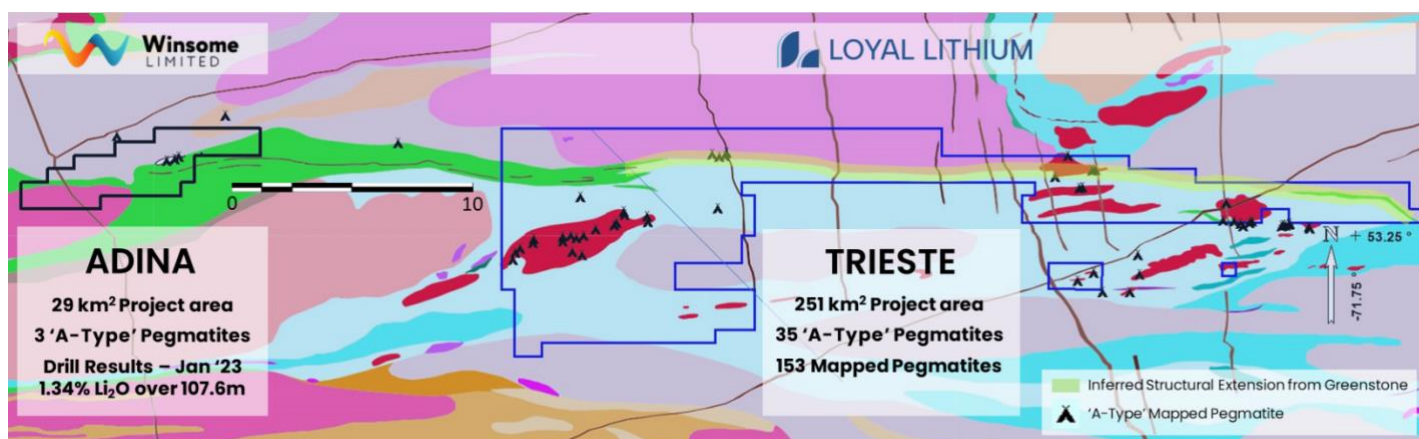 Winsome
LIMITED
LOYAL LITHIUM
0
10
ADINA
29 km² Project area
3 ‘A-Type’ Pegmatites
Drill Results – Jan ‘23
1.34% Li₂O over 107.6m
TRIESTE
251 km² Project area
35 ‘A-Type’ Pegmatites
153 Mapped Pegmatites
N + 53.25 °
-71.75 °
Inferred Structural Extension from Greenstone
‘A-Type’ Mapped Pegmatite